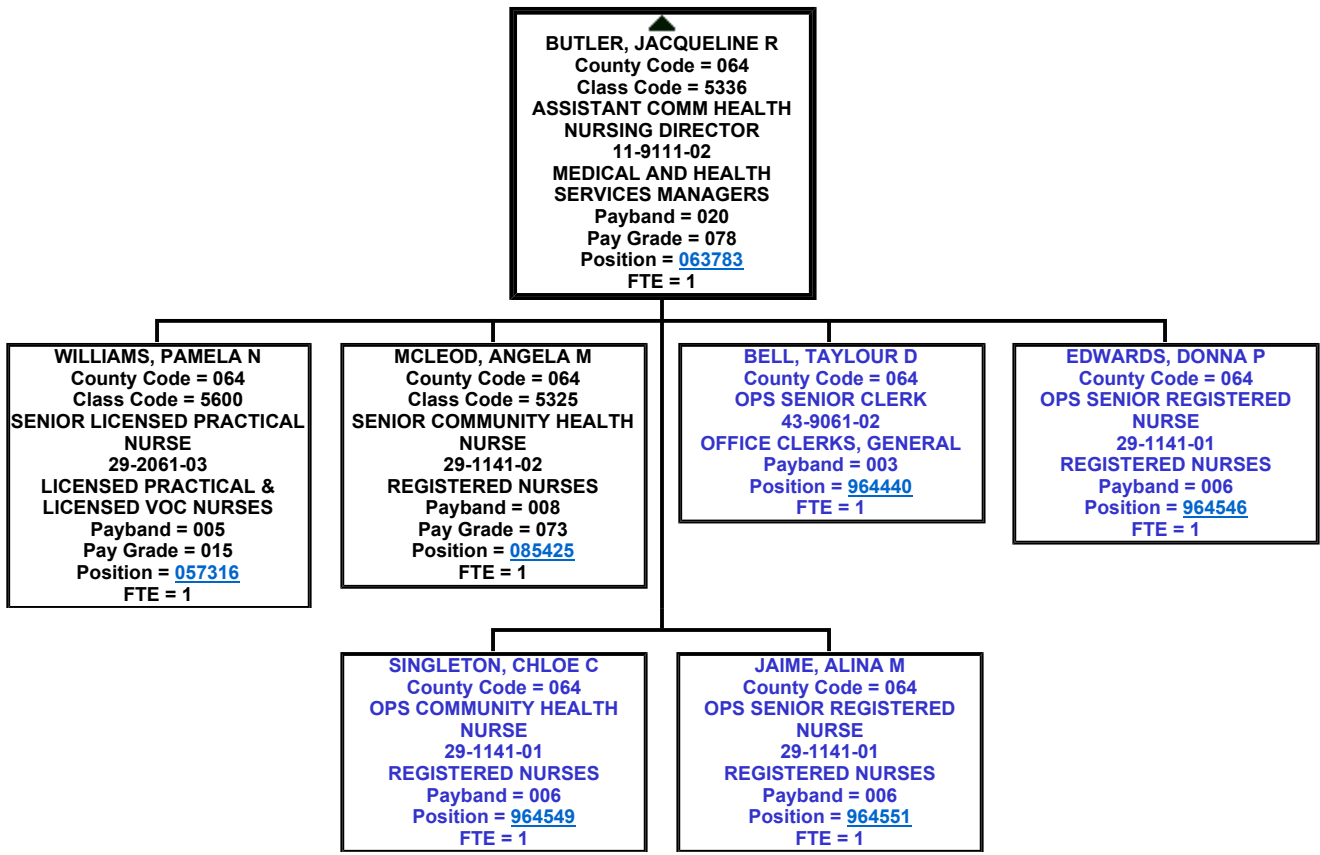 BUTLER, JACQUELINE R
County Code = 064
Class Code = 5336
ASSISTANT COMM HEALTH
NURSING DIRECTOR
11-9111-02
MEDICAL AND HEALTH
SERVICES MANAGERS
Payband = 020
Pay Grade = 078
Position = 063783
FTE = 1
WILLIAMS, PAMELA N
County Code = 064
Class Code = 5600
SENIOR LICENSED PRACTICAL
NURSE
29-2061-03
LICENSED PRACTICAL &
LICENSED VOC NURSES
Payband = 005
Pay Grade = 015
Position = 057316
FTE = 1
MCLEOD, ANGELA M
County Code = 064
Class Code = 5325
SENIOR COMMUNITY HEALTH
NURSE
29-1141-02
REGISTERED NURSES
Payband = 008
Pay Grade = 073
Position = 085425
FTE = 1
BELL, TAYLOUR D
County Code = 064
OPS SENIOR CLERK
43-9061-02
OFFICE CLERKS, GENERAL
Payband = 003
Position = 964440
FTE = 1
EDWARDS, DONNA P
County Code = 064
OPS SENIOR REGISTERED
NURSE
29-1141-01
REGISTERED NURSES
Payband = 006
Position = 964546
FTE = 1
SINGLETON, CHLOE C
County Code = 064
OPS COMMUNITY HEALTH
NURSE
29-1141-01
REGISTERED NURSES
Payband = 006
Position = 964549
FTE = 1
JAIME, ALINA M
County Code = 064
OPS SENIOR REGISTERED
NURSE
29-1141-01
REGISTERED NURSES
Payband = 006
Position = 964551
FTE = 1